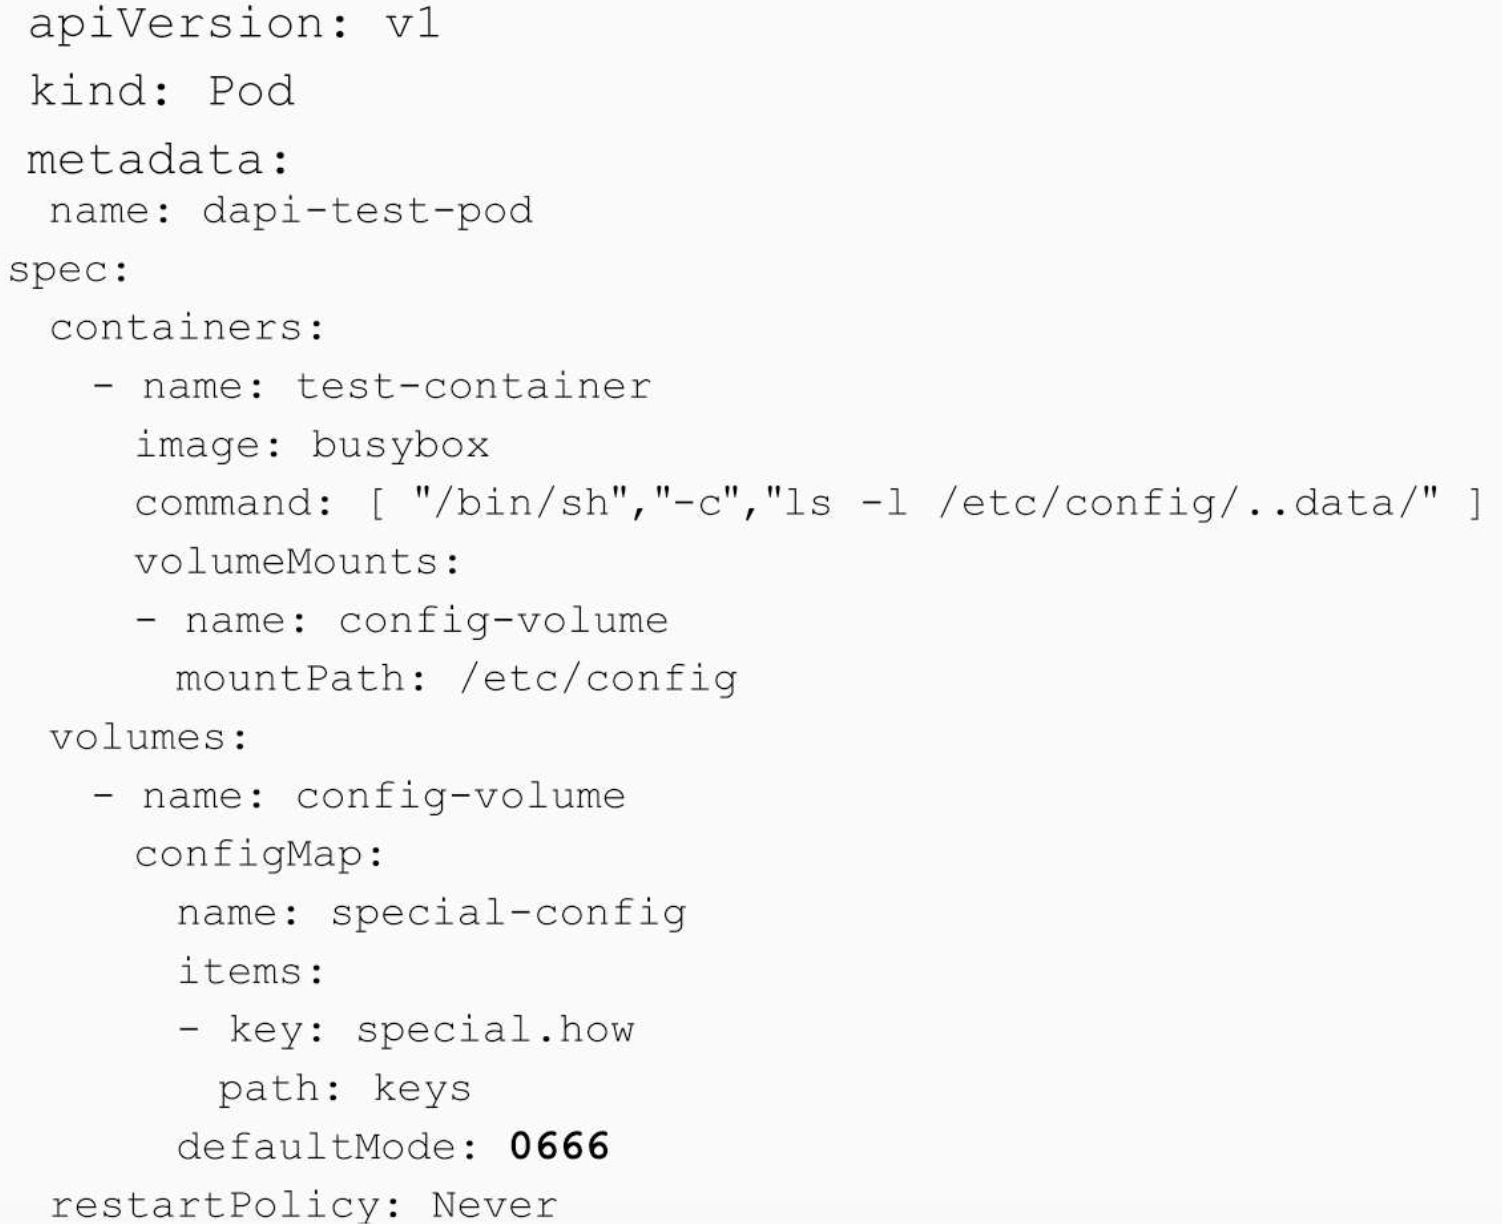 apiVersion: v1
kind: Pod
metadata:
  name: dapi-test-pod
spec:
  containers:
    - name: test-container
      image: busybox
      command: [ "/bin/sh","-c","ls -l /etc/config/..data/" ]
      volumeMounts:
      - name: config-volume
        mountPath: /etc/config
  volumes:
    - name: config-volume
      configMap:
        name: special-config
        items:
        - key: special.how
          path: keys
        defaultMode: 0666
  restartPolicy: Never